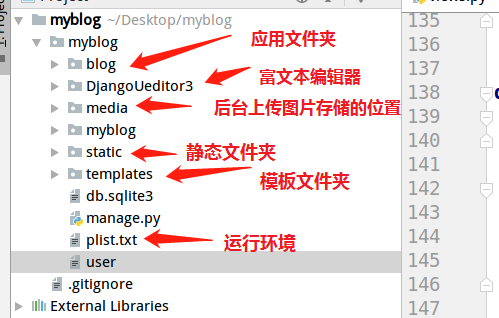 myblog ~/Desktop/myblog
myblog
blog
应用文件夹
DjangoUeditor3
富文本编辑器
media
后台上传图片存储的位置
myblog
static
静态文件夹
templates
模板文件夹
db.sqlite3
manage.py
plist.txt
运行环境
user
.gitignore
External Libraries
135
136
137
138
139
140
141
142
143
144
145
146
147